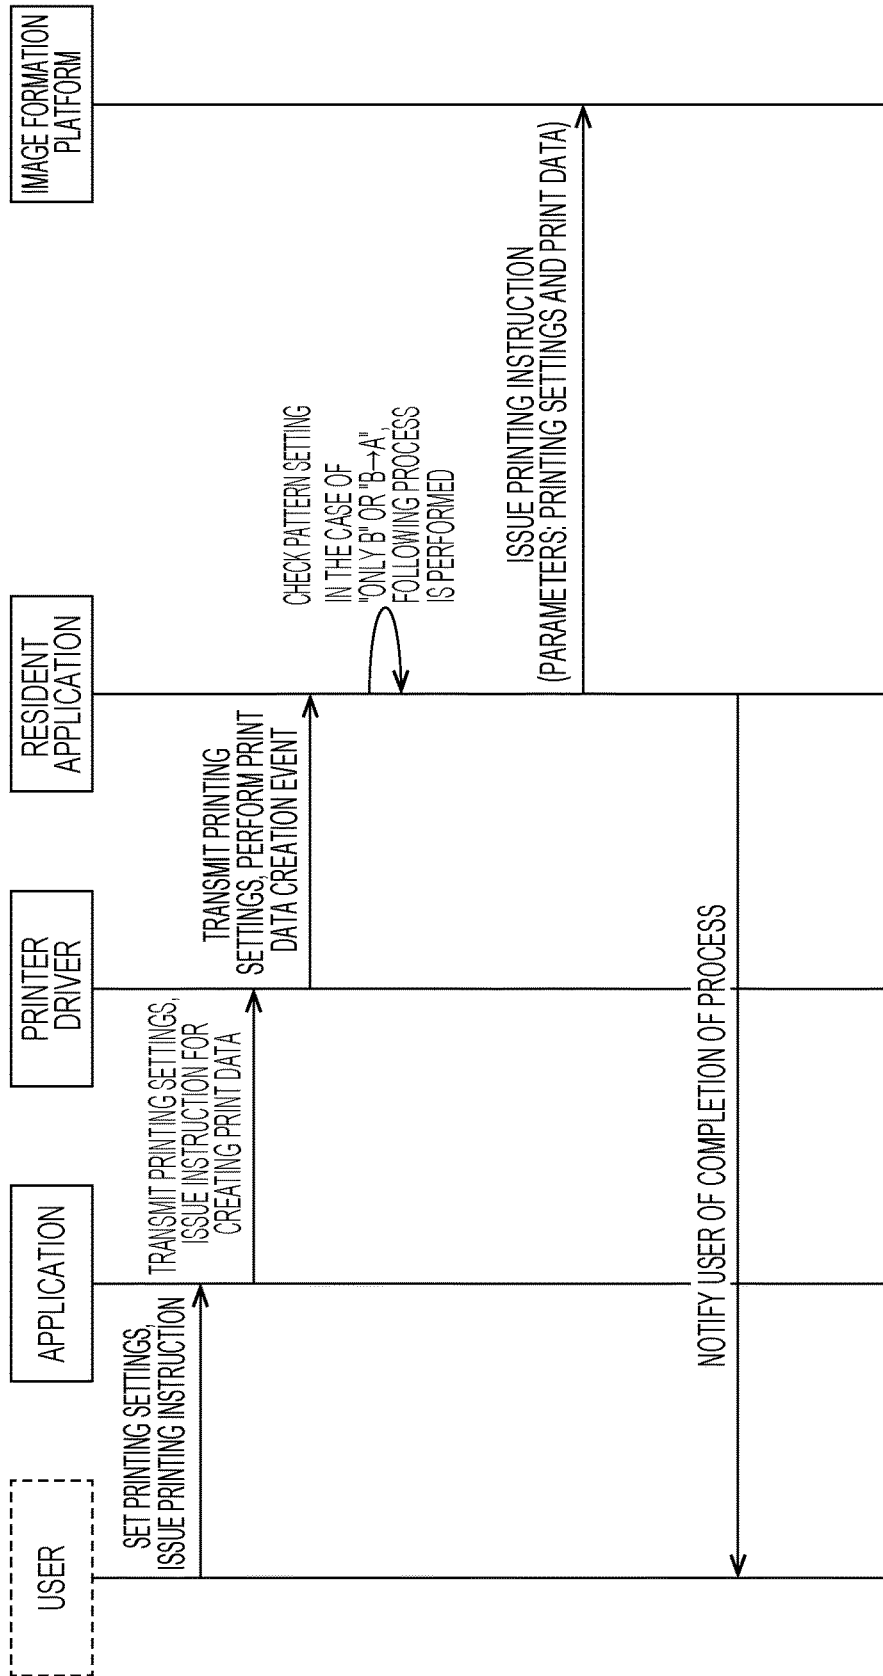 USER
APPLICATION
PRINTER
DRIVER
RESIDENT
APPLICATION
IMAGE FORMATION
PLATFORM
SET PRINTING SETTINGS,
ISSUE PRINTING INSTRUCTION
TRANSMIT PRINTING SETTINGS,
ISSUE INSTRUCTION FOR
CREATING PRINT DATA
TRANSMIT PRINTING
SETTINGS, PERFORM PRINT
DATA CREATION EVENT
CHECK PATTERN SETTING
IN THE CASE OF
"ONLY B" OR "B→A",
FOLLOWING PROCESS
IS PERFORMED
ISSUE PRINTING INSTRUCTION
(PARAMETERS: PRINTING SETTINGS AND PRINT DATA)
NOTIFY USER OF COMPLETION OF PROCESS